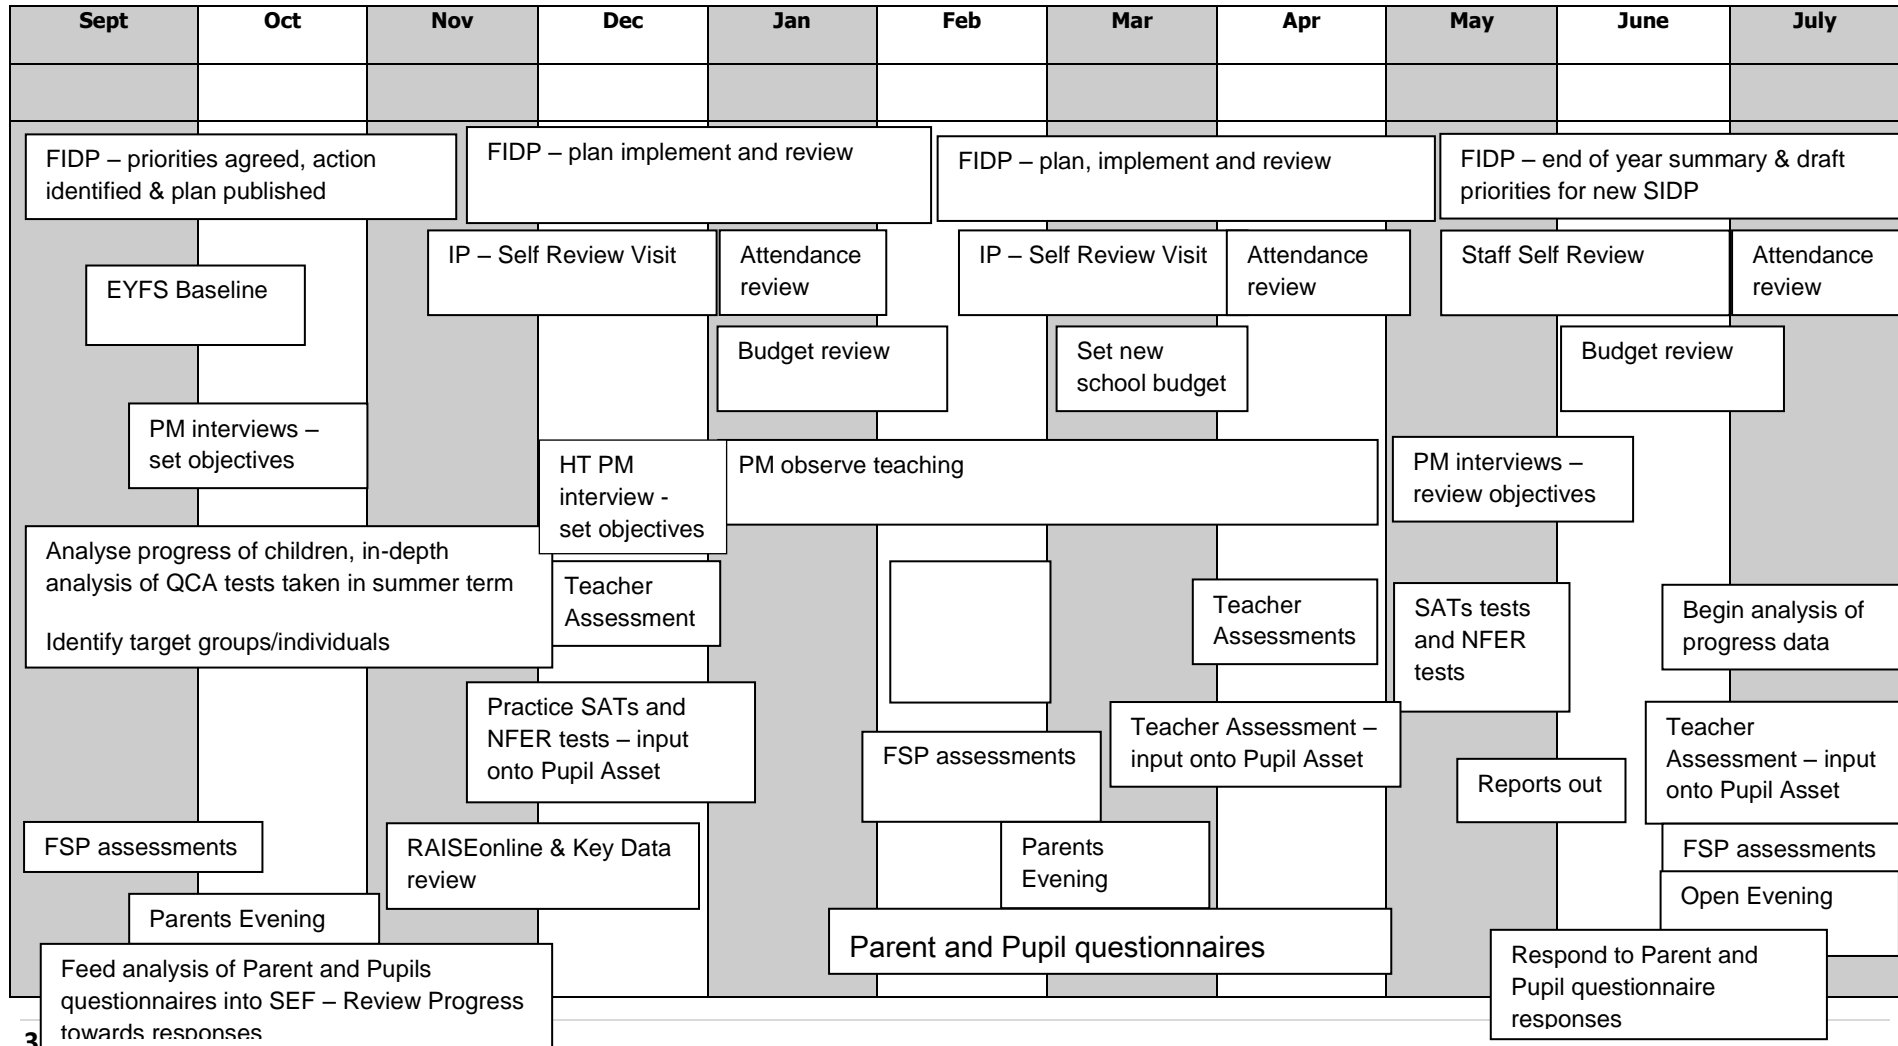 Sept Oct Nov Dec Jan Feb Mar Apr May June July
FIDP – priorities agreed, action
identified & plan published
FIDP – plan implement and review
FIDP – plan, implement and review
FIDP – end of year summary & draft
priorities for new SIDP
EYFS Baseline
IP – Self Review Visit
Attendance
review
IP – Self Review Visit
Attendance
review
Staff Self Review
Attendance
review
Budget review
Set new
school budget
Budget review
PM interviews –
set objectives
HT PM
interview -
set objectives
PM observe teaching
PM interviews –
review objectives
Analyse progress of children, in-depth
analysis of QCA tests taken in summer term
Identify target groups/individuals
Teacher
Assessment
Teacher
Assessments
SATs tests
and NFER
tests
Begin analysis of
progress data
Practice SATs and
NFER tests – input
onto Pupil Asset
FSP assessments
Teacher Assessment –
input onto Pupil Asset
Reports out
Teacher
Assessment – input
onto Pupil Asset
FSP assessments
RAISEonline & Key Data
review
Parents
Evening
FSP assessments
Parents Evening
Open Evening
Parent and Pupil questionnaires
Feed analysis of Parent and Pupils
questionnaires into SEF – Review Progress
towards responses
Respond to Parent and
Pupil questionnaire
responses
3